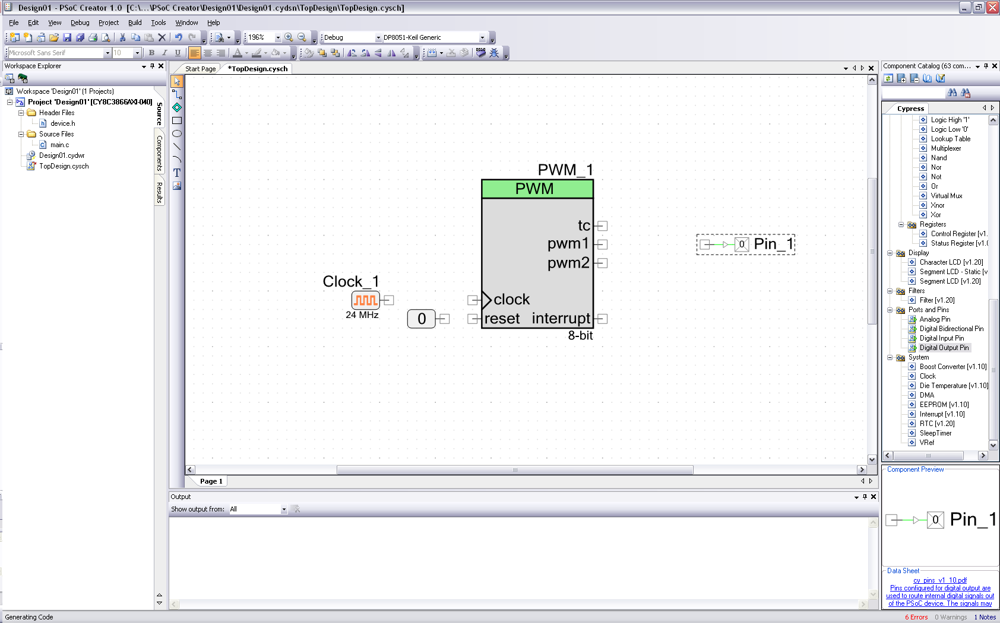 Design01 - PSoC Creator 1.0  [C:\...\PSoC Creator\Design01\Design01.cydsn\TopDesign\TopDesign.cysch]
File Edit View Debug Project Build Tools Window Help
196% Debug DP8051-Keil Generic
Microsoft Sans Serif 10 B I U A
Workspace Explorer
Workspace 'Design01' (1 Projects)
Project 'Design01' [CY8C3866AXI-040]
Header Files
device.h
Source Files
main.c
Design01.cydwr
TopDesign.cysch
Source
Components
Results
Start Page *TopDesign.cysch
T
PWM_1
PWM
tc
pwm1
pwm2
clock
reset interrupt
8-bit
Clock_1
24 MHz
0
0 Pin_1
Page 1
Output
Show output from: All
Component Catalog (63 com...
Cypress
Logic High '1'
Logic Low '0'
Lookup Table
Multiplexer
Nand
Nor
Not
Or
Virtual Mux
Xnor
Xor
Registers
Control Register [v1.
Status Register [v1.(
Display
Character LCD [v1.20]
Segment LCD - Static [v
Segment LCD [v1.20]
Filters
Filter [v1.20]
Ports and Pins
Analog Pin
Digital Bidirectional Pin
Digital Input Pin
Digital Output Pin
System
Boost Converter [v1.10]
Clock
Die Temperature [v1.10]
DMA
EEPROM [v1.10]
Interrupt [v1.10]
RTC [v1.20]
SleepTimer
VRef
Component Preview
0 Pin_1
Data Sheet
cy_pins_v1_10.pdf
Pins configured for digital output are
used to route internal digital signals out
of the PSoC device. The signals may
Generating Code
6 Errors 0 Warnings 1 Notes